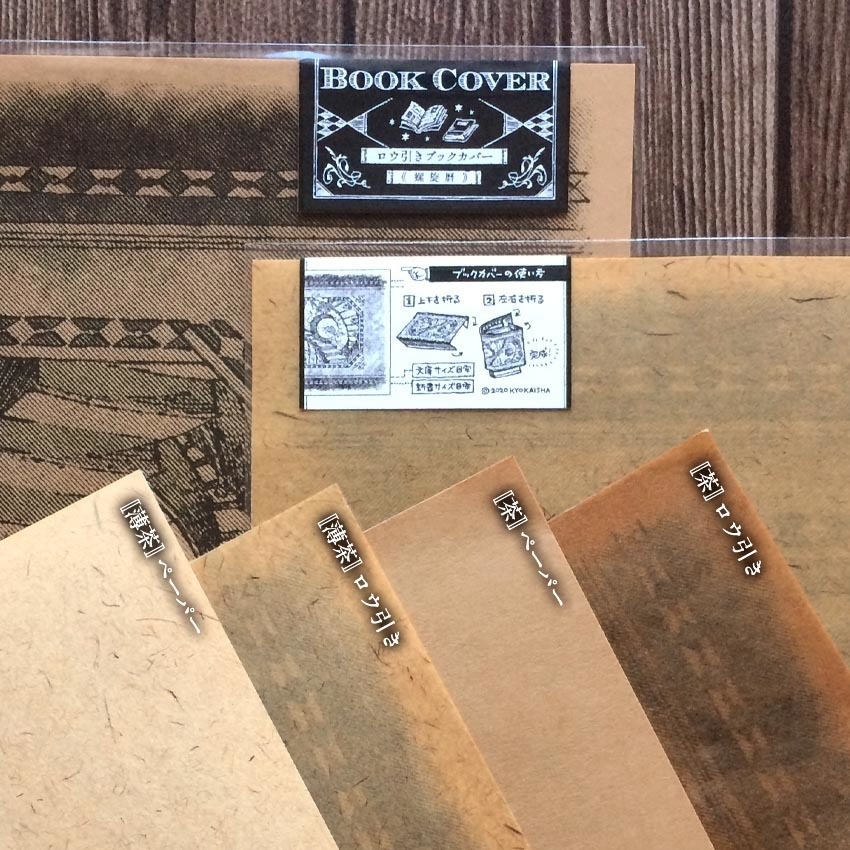 BOOK COVER
ロウ引きブックカバー
《螺旋暦》
ブックカバーの使い方
1 上下を折る
2 左右を折る
完成!
文庫サイズ目安
新書サイズ目安
©2020 KYOKAISHA
〚薄茶〛ペーパー
〚薄茶〛ロウ引き
〚茶〛ペーパー
〚茶〛ロウ引き